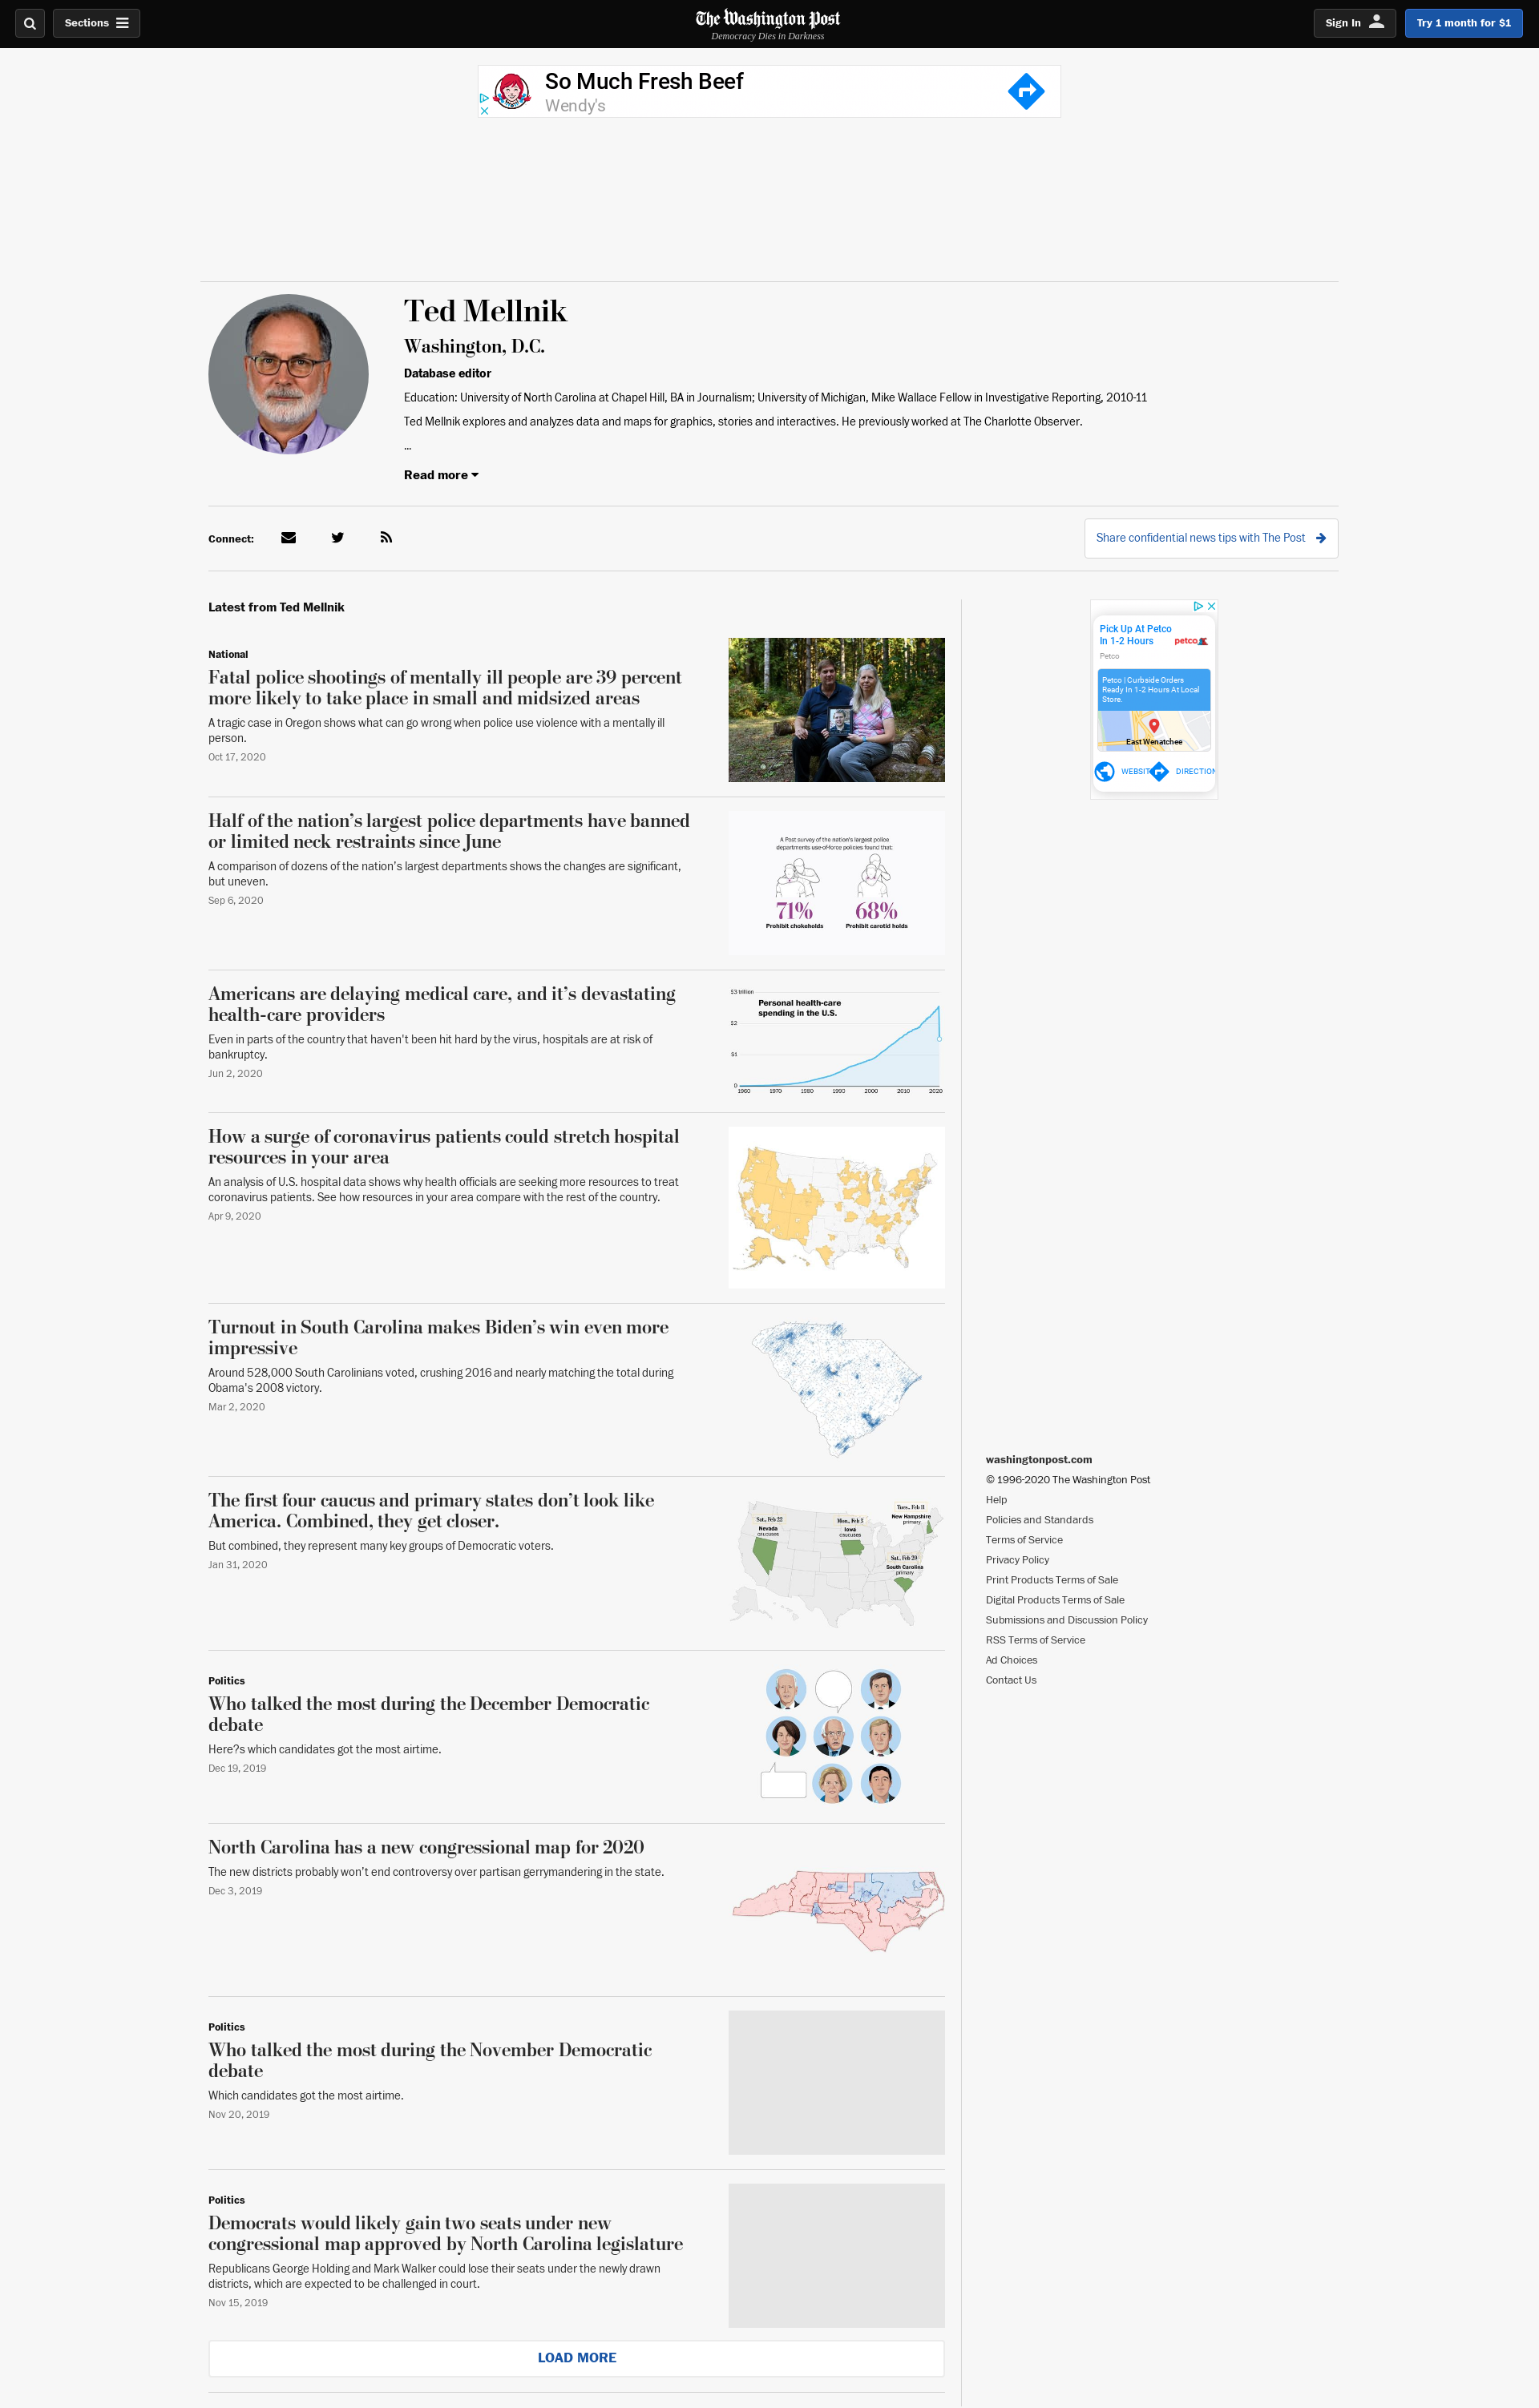 Sections
The Washington Post
Democracy Dies in Darkness
Sign In
Try 1 month for $1
So Much Fresh Beef
Wendy's
Ted Mellnik
Washington, D.C.
Database editor
Education: University of North Carolina at Chapel Hill, BA in Journalism; University of Michigan, Mike Wallace Fellow in Investigative Reporting, 2010-11
Ted Mellnik explores and analyzes data and maps for graphics, stories and interactives. He previously worked at The Charlotte Observer.
...
Read more
Connect:
Share confidential news tips with The Post
Latest from Ted Mellnik
National
Fatal police shootings of mentally ill people are 39 percent
more likely to take place in small and midsized areas
A tragic case in Oregon shows what can go wrong when police use violence with a mentally ill
person.
Oct 17, 2020
Half of the nation’s largest police departments have banned
or limited neck restraints since June
A comparison of dozens of the nation's largest departments shows the changes are significant,
but uneven.
Sep 6, 2020
A Post survey of the nation's largest police
departments use-of-force policies found that:
71%
68%
Prohibit chokeholds
Prohibit carotid holds
Americans are delaying medical care, and it’s devastating
health-care providers
Even in parts of the country that haven't been hit hard by the virus, hospitals are at risk of
bankruptcy.
Jun 2, 2020
$3 trillion
Personal health-care
spending in the U.S.
$2
$1
0
1960 1970 1980 1990 2000 2010 2020
How a surge of coronavirus patients could stretch hospital
resources in your area
An analysis of U.S. hospital data shows why health officials are seeking more resources to treat
coronavirus patients. See how resources in your area compare with the rest of the country.
Apr 9, 2020
Turnout in South Carolina makes Biden’s win even more
impressive
Around 528,000 South Carolinians voted, crushing 2016 and nearly matching the total during
Obama's 2008 victory.
Mar 2, 2020
The first four caucus and primary states don’t look like
America. Combined, they get closer.
But combined, they represent many key groups of Democratic voters.
Jan 31, 2020
Sat., Feb 22
Nevada
caucuses
Mon., Feb 3
Iowa
caucuses
Tues., Feb 11
New Hampshire
primary
Sat., Feb 29
South Carolina
primary
Politics
Who talked the most during the December Democratic
debate
Here?s which candidates got the most airtime.
Dec 19, 2019
North Carolina has a new congressional map for 2020
The new districts probably won’t end controversy over partisan gerrymandering in the state.
Dec 3, 2019
Politics
Who talked the most during the November Democratic
debate
Which candidates got the most airtime.
Nov 20, 2019
Politics
Democrats would likely gain two seats under new
congressional map approved by North Carolina legislature
Republicans George Holding and Mark Walker could lose their seats under the newly drawn
districts, which are expected to be challenged in court.
Nov 15, 2019
LOAD MORE
Pick Up At Petco
In 1-2 Hours
petco
Petco
Petco | Curbside Orders
Ready In 1-2 Hours At Local
Store.
East Wenatchee
WEBSIT
DIRECTION
washingtonpost.com
© 1996-2020 The Washington Post
Help
Policies and Standards
Terms of Service
Privacy Policy
Print Products Terms of Sale
Digital Products Terms of Sale
Submissions and Discussion Policy
RSS Terms of Service
Ad Choices
Contact Us